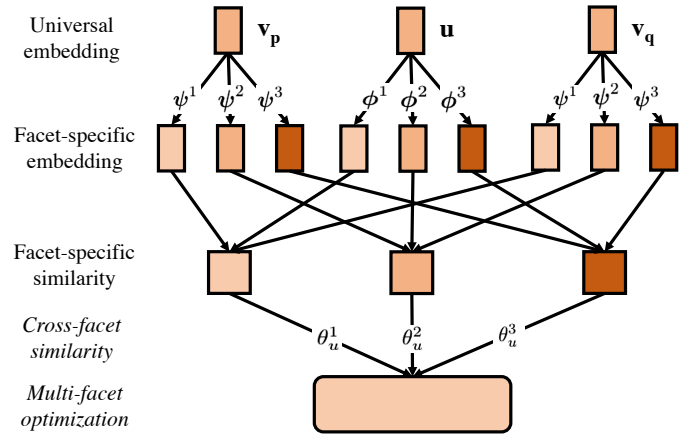 Universal
embedding
v_p
u
v_q
ψ^1 ψ^2 ψ^3
ϕ^1 ϕ^2 ϕ^3
ψ^1 ψ^2 ψ^3
Facet-specific
embedding
Facet-specific
similarity
Cross-facet
similarity
θ_u^1 θ_u^2 θ_u^3
Multi-facet
optimization